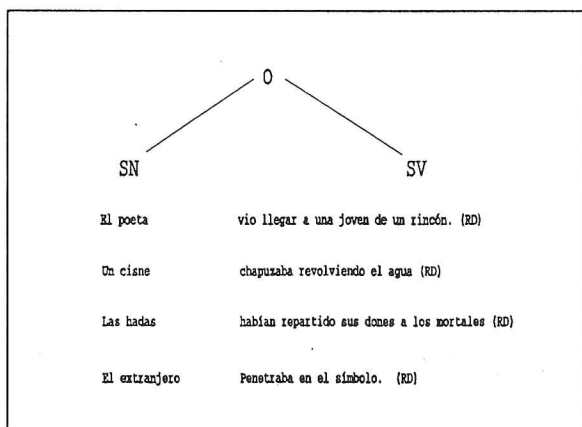 O
SN SV
El poeta vio llegar a una joven de un rincón. (RD)
Un cisne chapuzaba revolviendo el agua (RD)
Las hadas habían repartido sus dones a los mortales (RD)
El extranjero Penetraba en el símbolo. (RD)